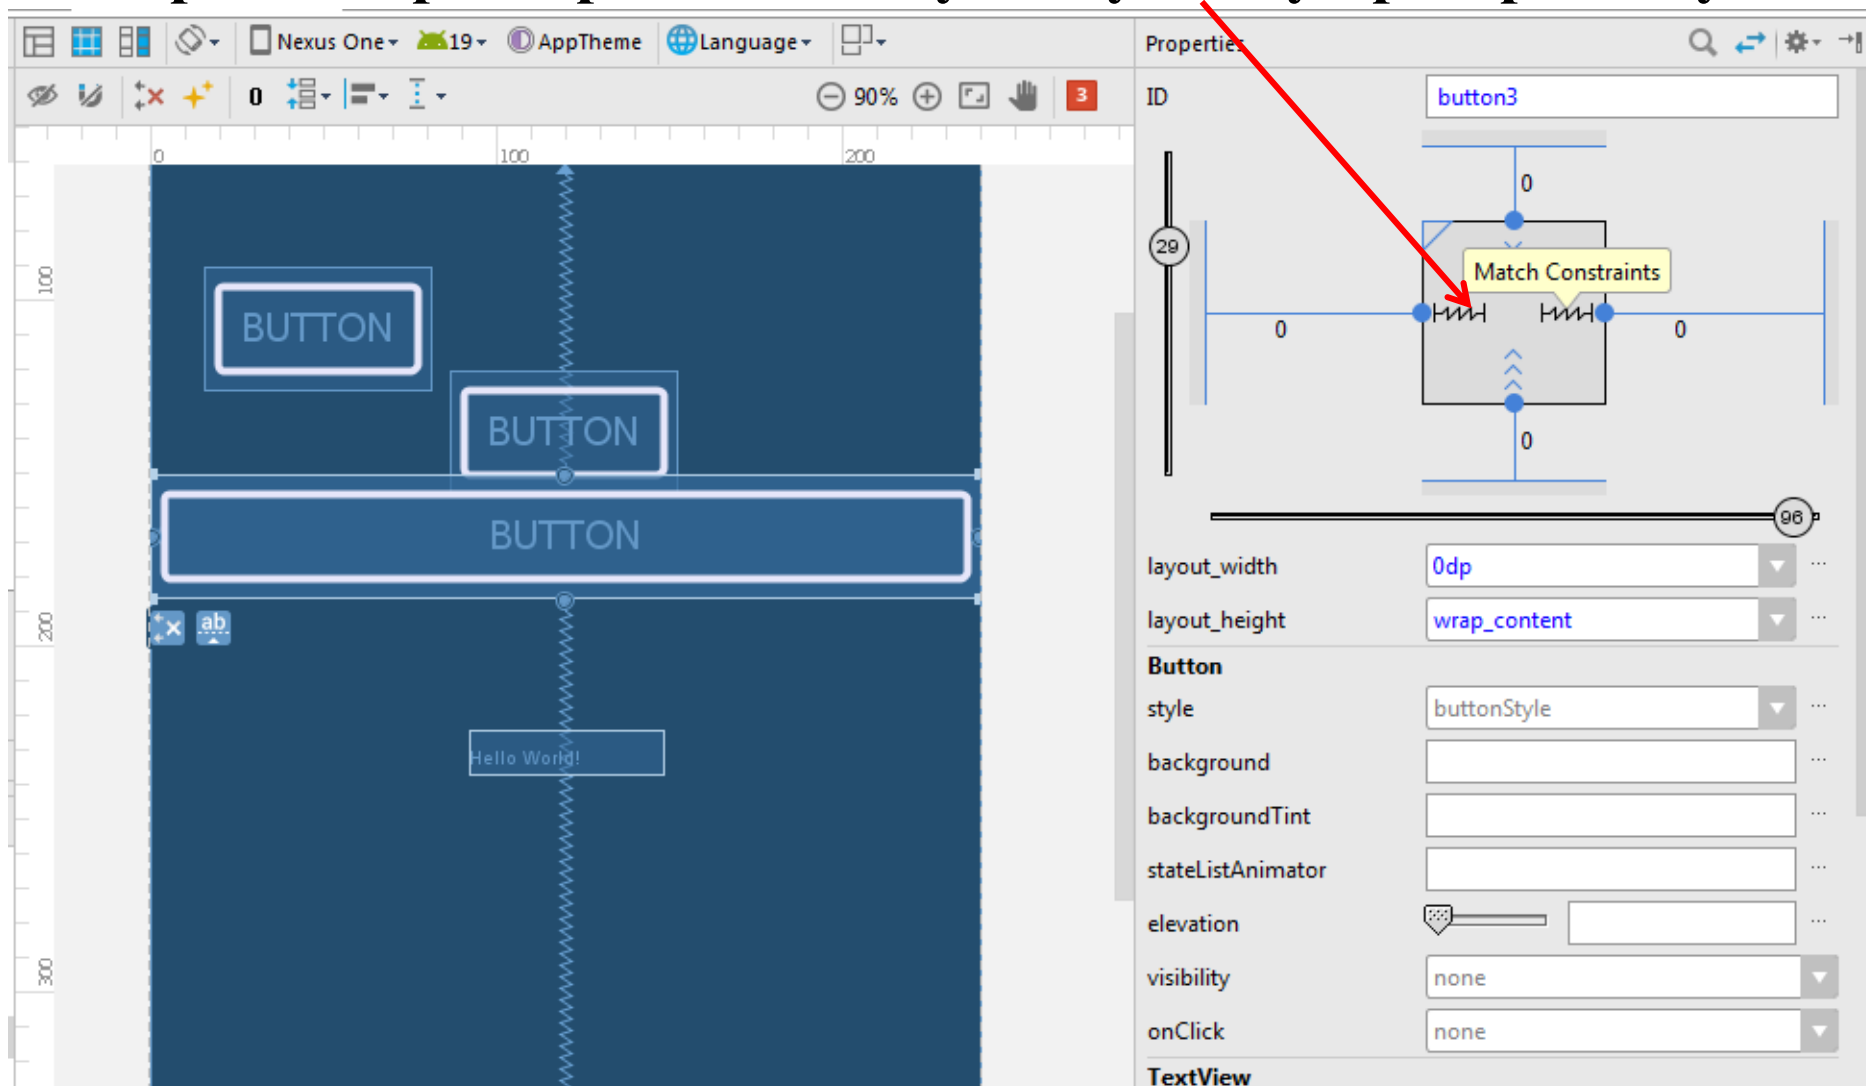 Nexus One
19
AppTheme
Language
Properties
0
90%
3
ID
button3
0
100
200
0
29
100
BUTTON
Match Constraints
0
0
BUTTON
0
BUTTON
96
layout_width
0dp
200
ab
layout_height
wrap_content
Button
style
buttonStyle
Hello World!
background
backgroundTint
stateListAnimator
elevation
300
visibility
none
onClick
none
TextView